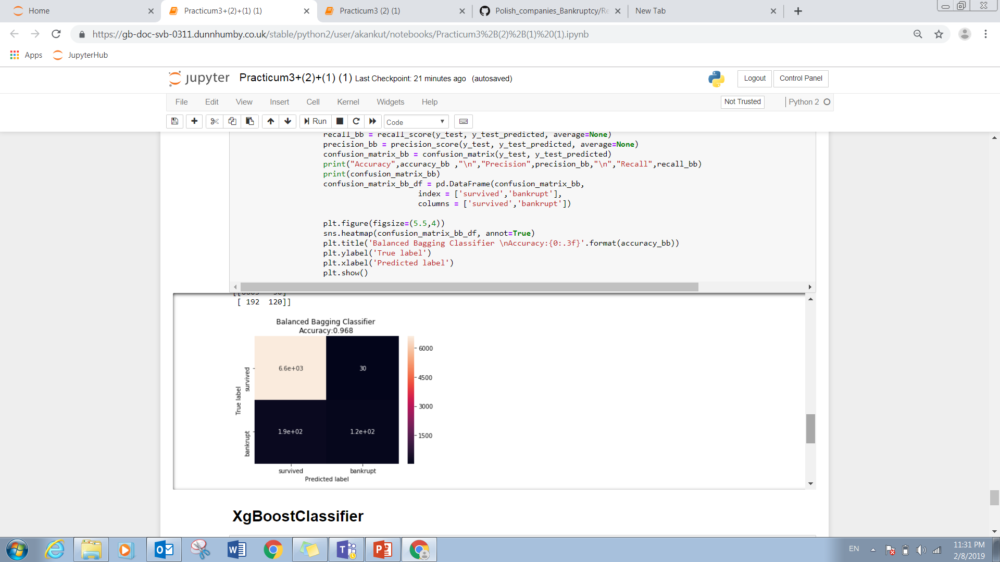 Home
Practicum3+(2)+(1) (1)
Practicum3 (2) (1)
Polish_companies_Bankruptcy/Re
New Tab
https://gb-doc-svb-0311.dunnhumby.co.uk/stable/python2/user/akankut/notebooks/Practicum3%2B(2)%2B(1)%20(1).ipynb
Apps
JupyterHub
jupyter Practicum3+(2)+(1) (1) Last Checkpoint: 21 minutes ago (autosaved)
Logout
Control Panel
File Edit View Insert Cell Kernel Widgets Help
Not Trusted
Python 2
Run
Code
recall_bb = recall_score(y_test, y_test_predicted, average=None)
precision_bb = precision_score(y_test, y_test_predicted, average=None)
confusion_matrix_bb = confusion_matrix(y_test, y_test_predicted)
print("Accuracy",accuracy_bb ,"\n","Precision",precision_bb,"\n","Recall",recall_bb)
print(confusion_matrix_bb)
confusion_matrix_bb_df = pd.DataFrame(confusion_matrix_bb,
index = ['survived','bankrupt'],
columns = ['survived','bankrupt'])
plt.figure(figsize=(5.5,4))
sns.heatmap(confusion_matrix_bb_df, annot=True)
plt.title('Balanced Bagging Classifier \nAccuracy:{0:.3f}'.format(accuracy_bb))
plt.ylabel('True label')
plt.xlabel('Predicted label')
plt.show()
[ 192 120]]
Balanced Bagging Classifier
Accuracy:0.968
6.6e+03
30
1.9e+02
1.2e+02
6000
4500
3000
1500
True label
survived
bankrupt
survived
bankrupt
Predicted label
XgBoostClassifier
EN
11:31 PM
2/8/2019